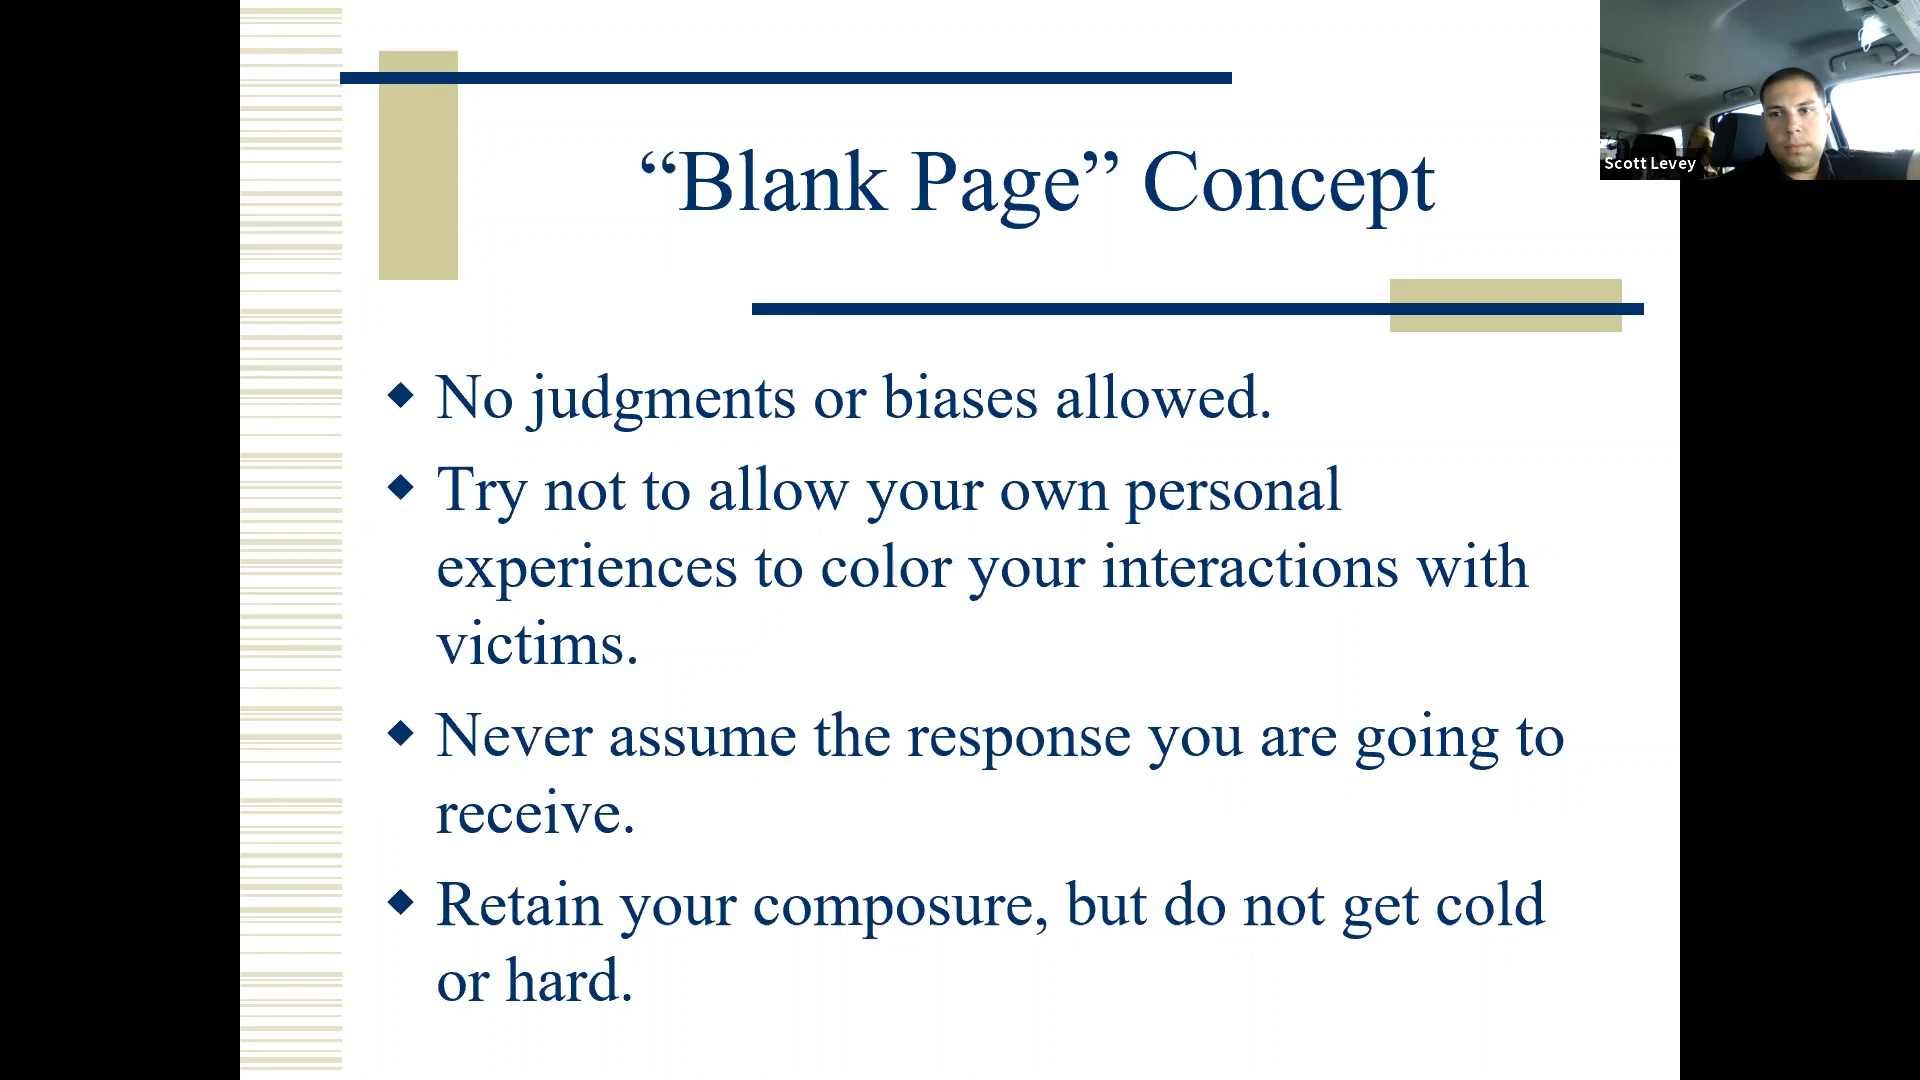 “Blank Page” Concept
Scott Levey
No judgments or biases allowed.
Try not to allow your own personal
experiences to color your interactions with
victims.
Never assume the response you are going to
receive.
Retain your composure, but do not get cold
or hard.